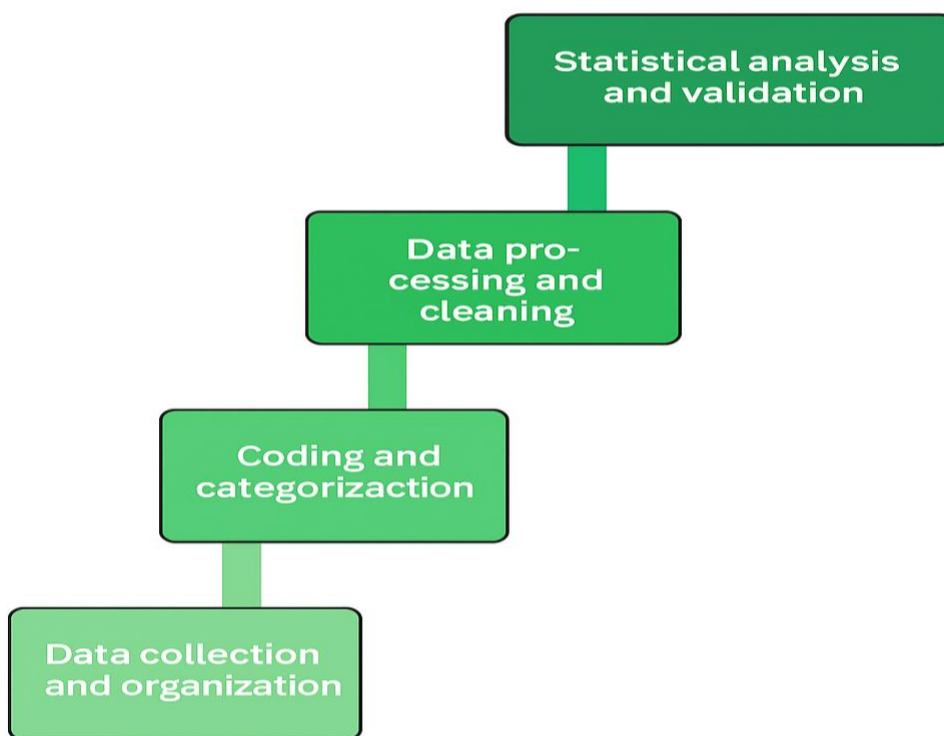 Statistical analysis
and validation
Data pro-
cessing and
cleaning
Coding and
categorizaction
Data collection
and organization